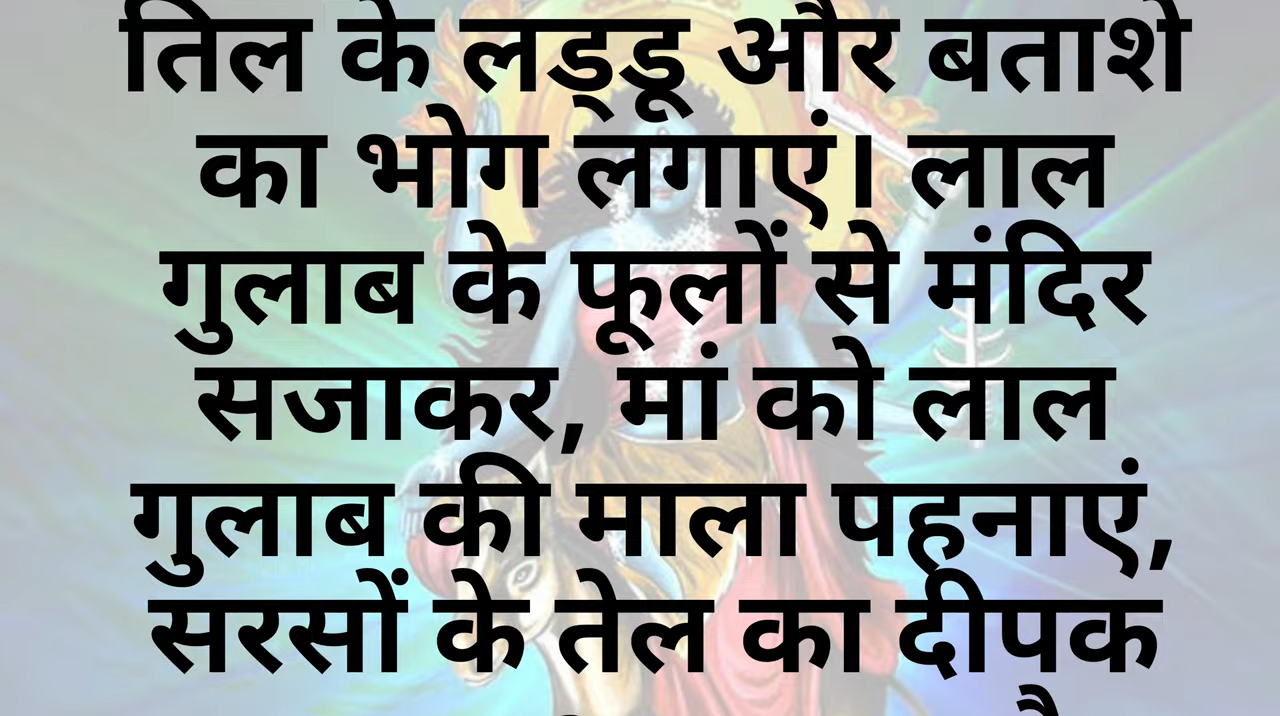 तिल के लड्डू और बताशे
का भोग लगाएं। लाल
गुलाब के फूलों से मंदिर
सजाकर, मां को लाल
गुलाब की माला पहनाएं,
सरसों के तेल का दीपक